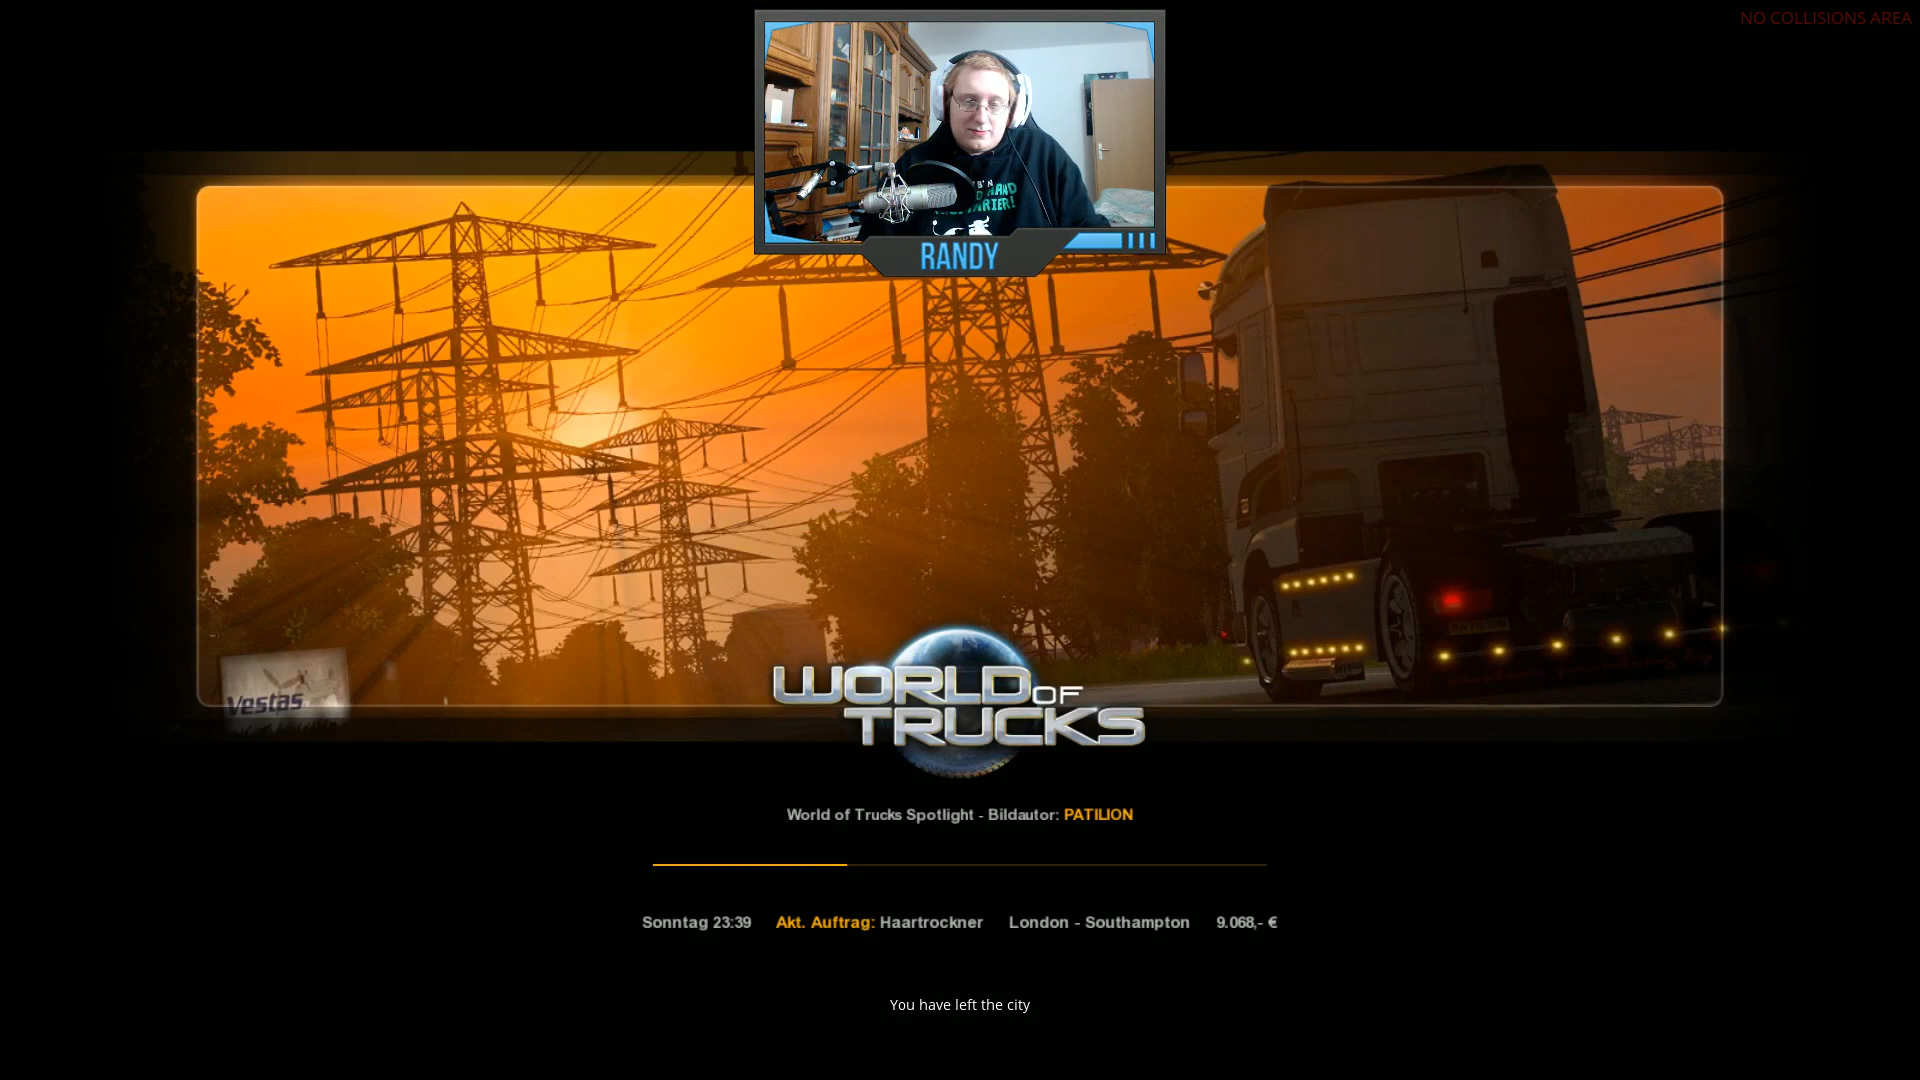 NO COLLISIONS AREA
RANDY
Vestas
WORLD OF
TRUCKS
World of Trucks Spotlight - Bildautor: PATILION
Sonntag 23:39 Akt. Auftrag: Haartrockner London - Southampton 9.068,- €
You have left the city